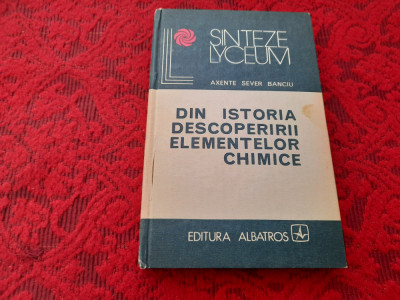 SINTEZE
LYCEUM
AXENTE SEVER BANCIU
DIN ISTORIA
DESCOPERIRII
ELEMENTELOR
CHIMICE
EDITURA ALBATROS